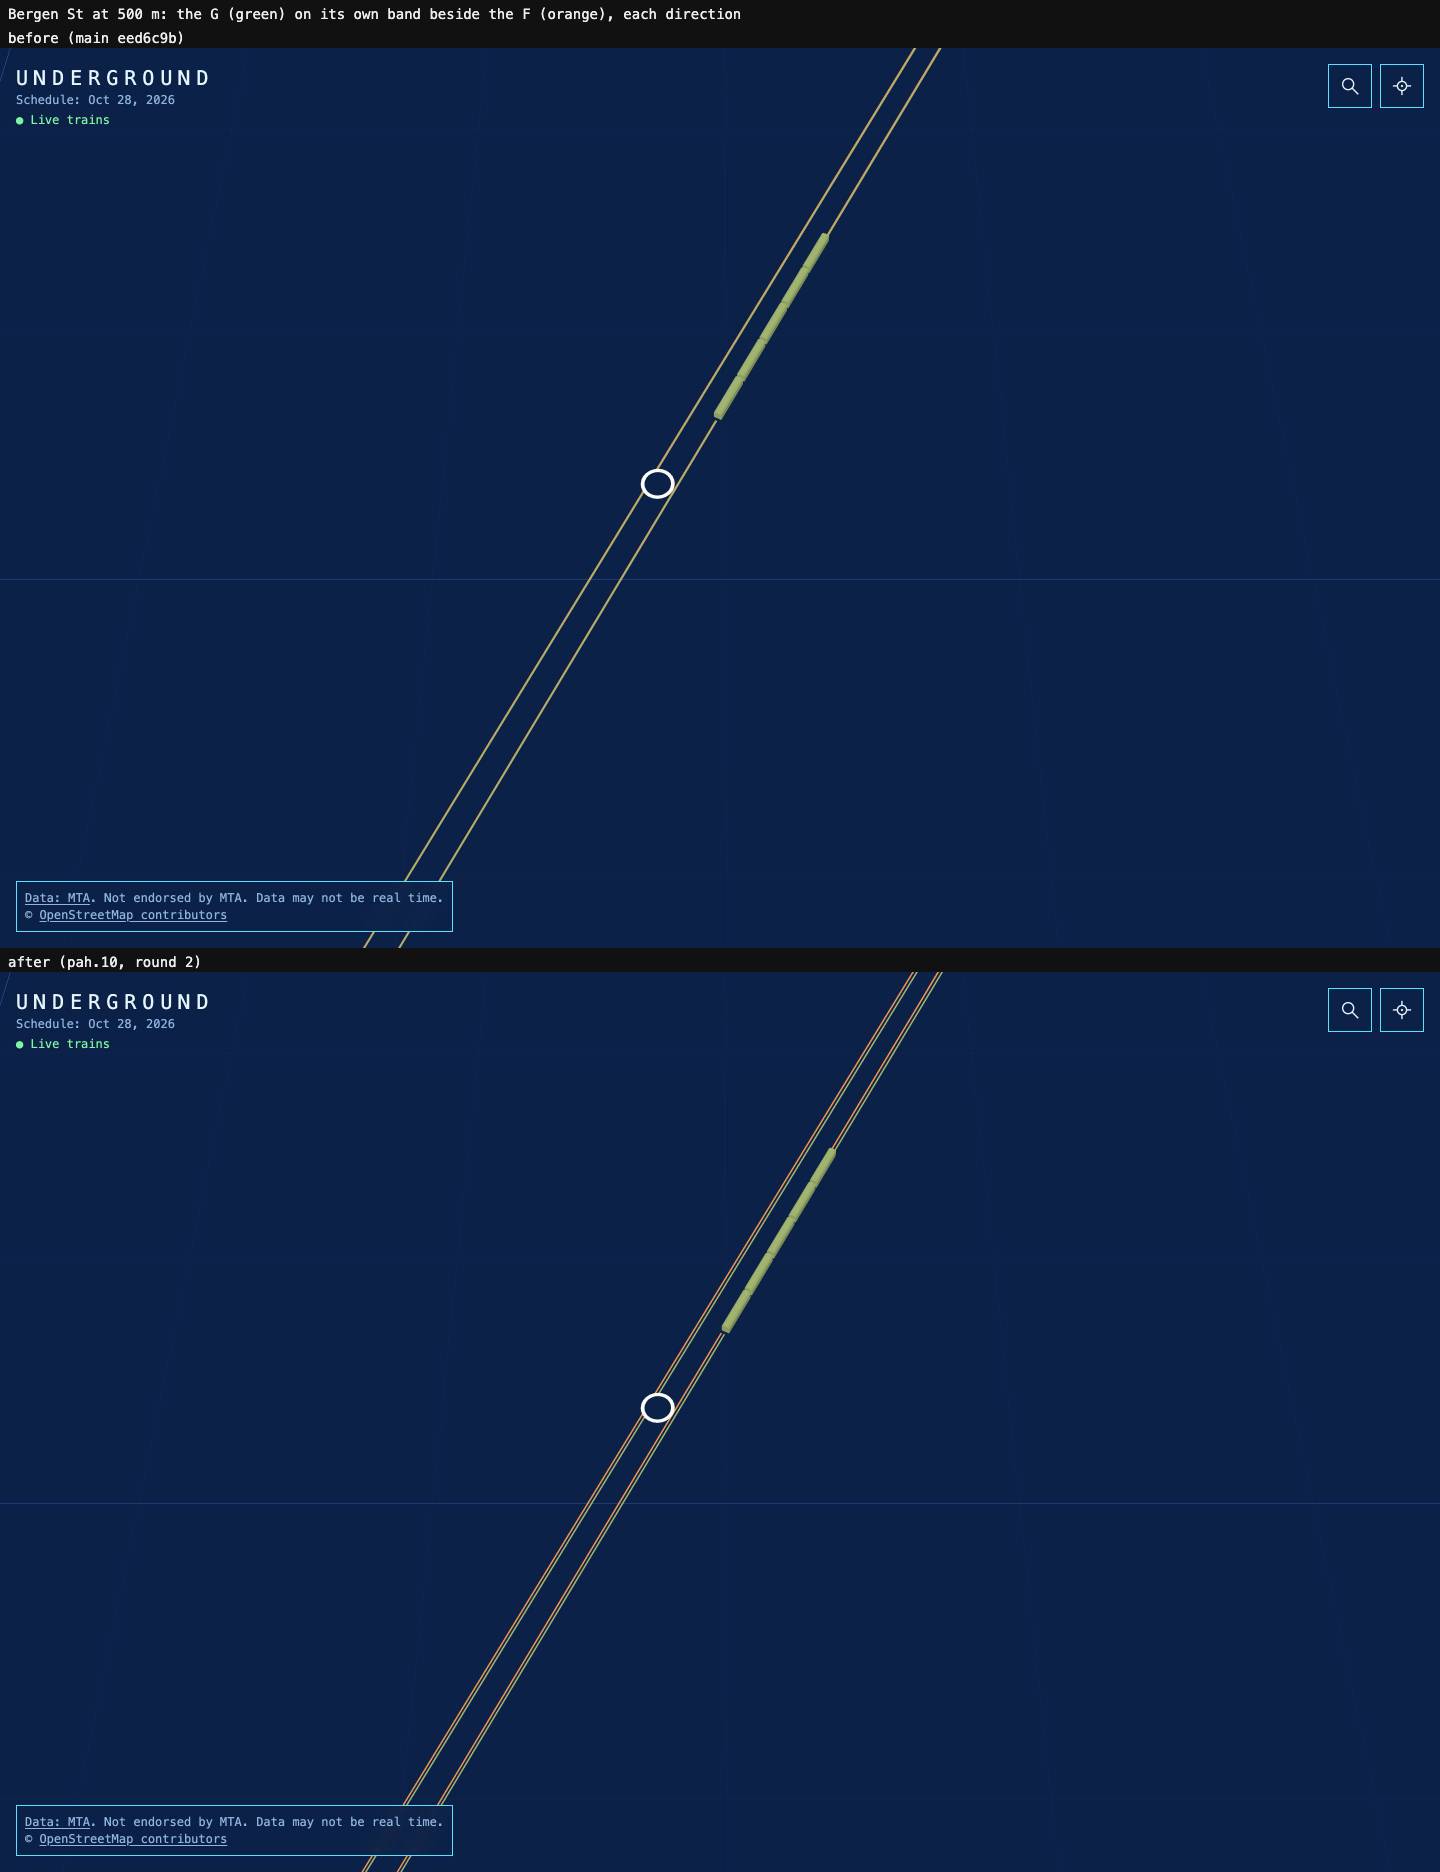 Bergen St at 500 m: the G (green) on its own band beside the F (orange), each direction
before (main eed6c9b)
UNDERGROUND
Schedule: Oct 28, 2026
Live trains
Data: MTA. Not endorsed by MTA. Data may not be real time.
© OpenStreetMap contributors
after (pah.10, round 2)
UNDERGROUND
Schedule: Oct 28, 2026
Live trains
Data: MTA. Not endorsed by MTA. Data may not be real time.
© OpenStreetMap contributors